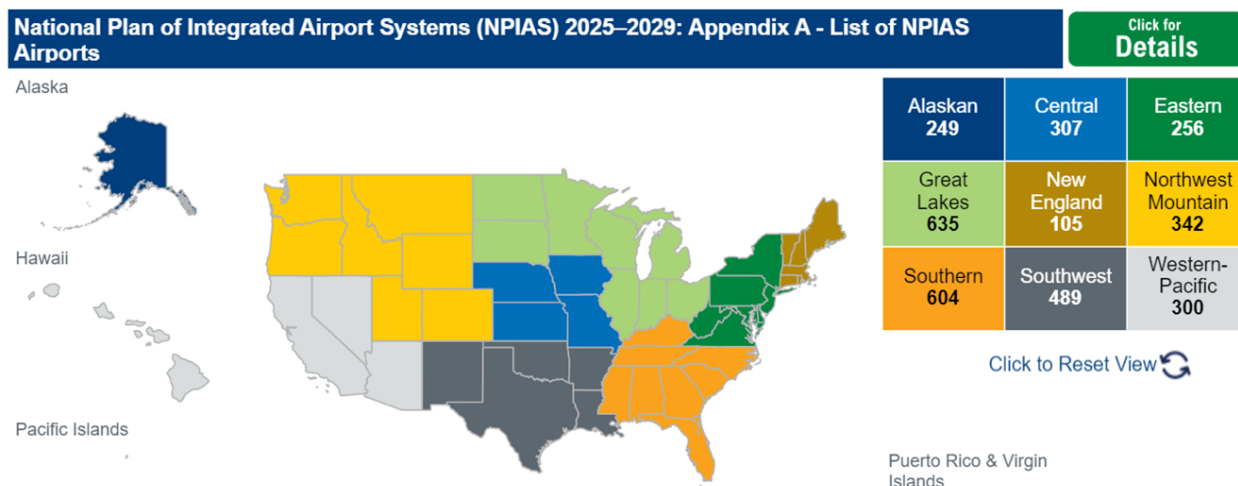 National Plan of Integrated Airport Systems (NPIAS) 2025–2029: Appendix A - List of NPIAS
Airports
Click for
Details
Alaska
Alaskan
249
Central
307
Eastern
256
Great
Lakes
635
New
England
105
Northwest
Mountain
342
Hawaii
Southern
604
Southwest
489
Western-
Pacific
300
Click to Reset View
Pacific Islands
Puerto Rico & Virgin
Islands